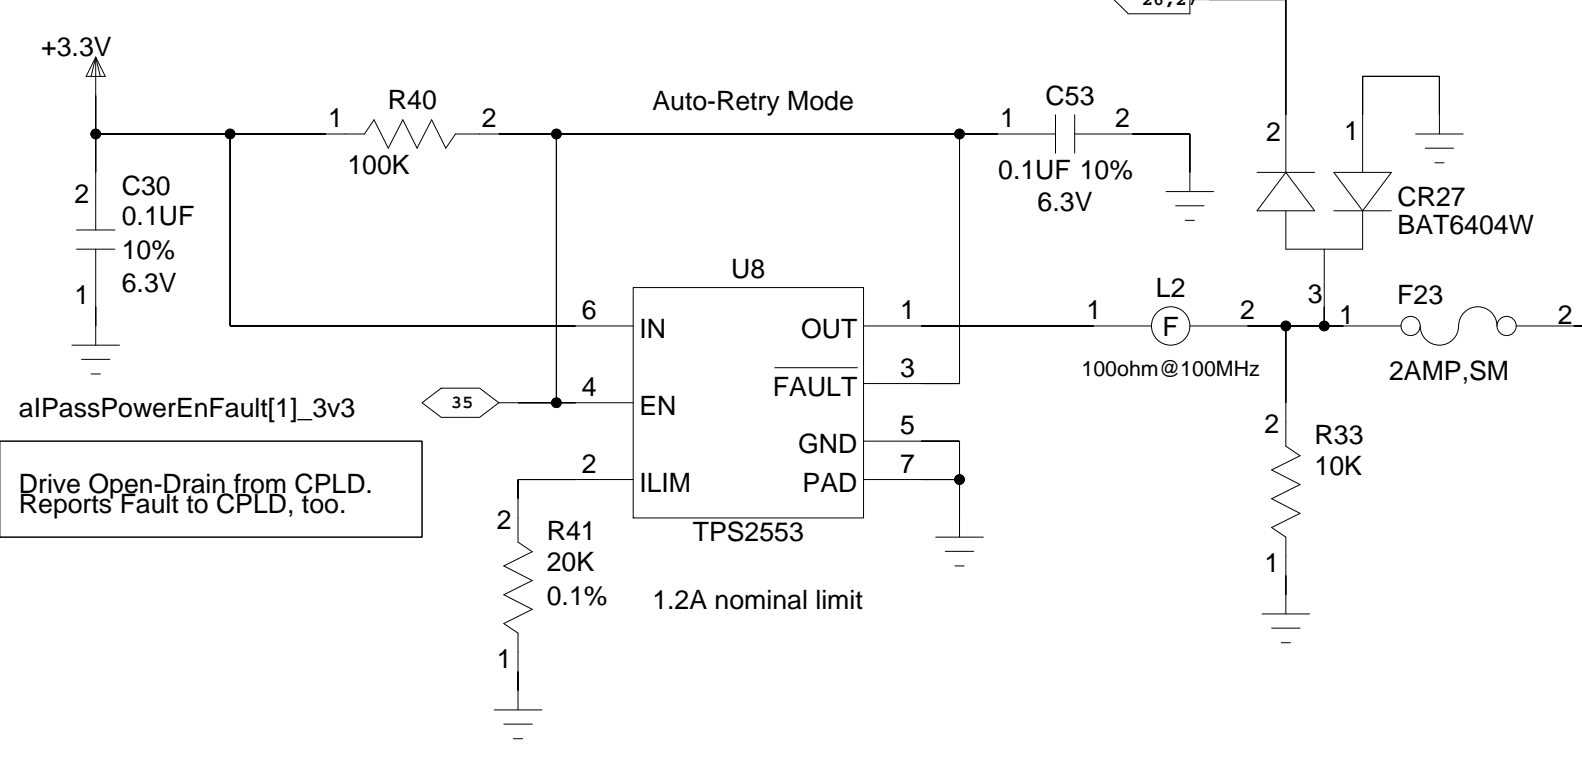 26,27
+3.3V
1
R40
2
100K
Auto-Retry Mode
1
C53
2
0.1UF 10%
6.3V
2
1
CR27
BAT6404W
2
C30
0.1UF
10%
6.3V
1
U8
6
IN
OUT
1
1
L2
2
F
100ohm@100MHz
3
1
F23
2
2AMP,SM
FAULT
3
aIPassPowerEnFault[1]_3v3
35
4
EN
GND
5
2
ILIM
PAD
7
TPS2553
Drive Open-Drain from CPLD.
Reports Fault to CPLD, too.
2
R41
20K
0.1%
1
1.2A nominal limit
2
R33
10K
1